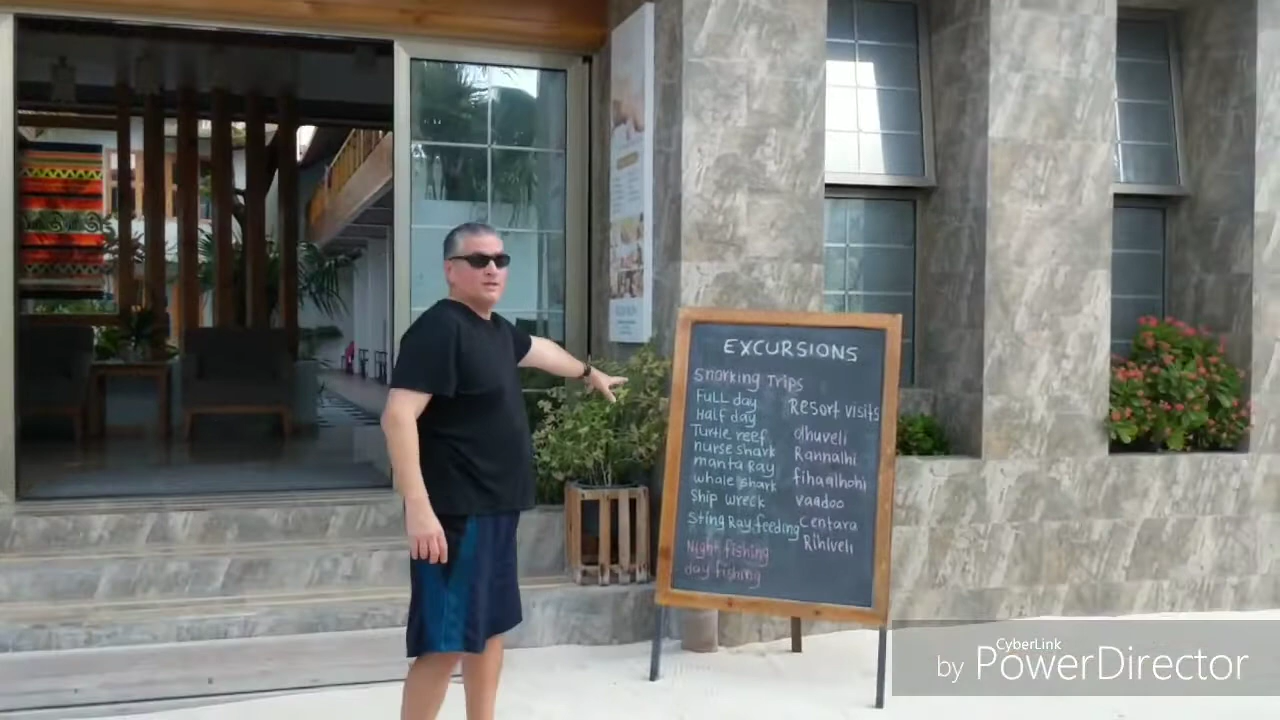 EXCURSIONS
Snorking Trips
FULL day
Half day
Turtle reef
nurse shark
manta Ray
whale shark
Ship wreck
Sting Ray feeding
Night fishing
day fishing
Resort visits
dhuveli
Rannalhi
fihaalhohi
vaadoo
Centara
Rihiveli
by CyberLink
PowerDirector